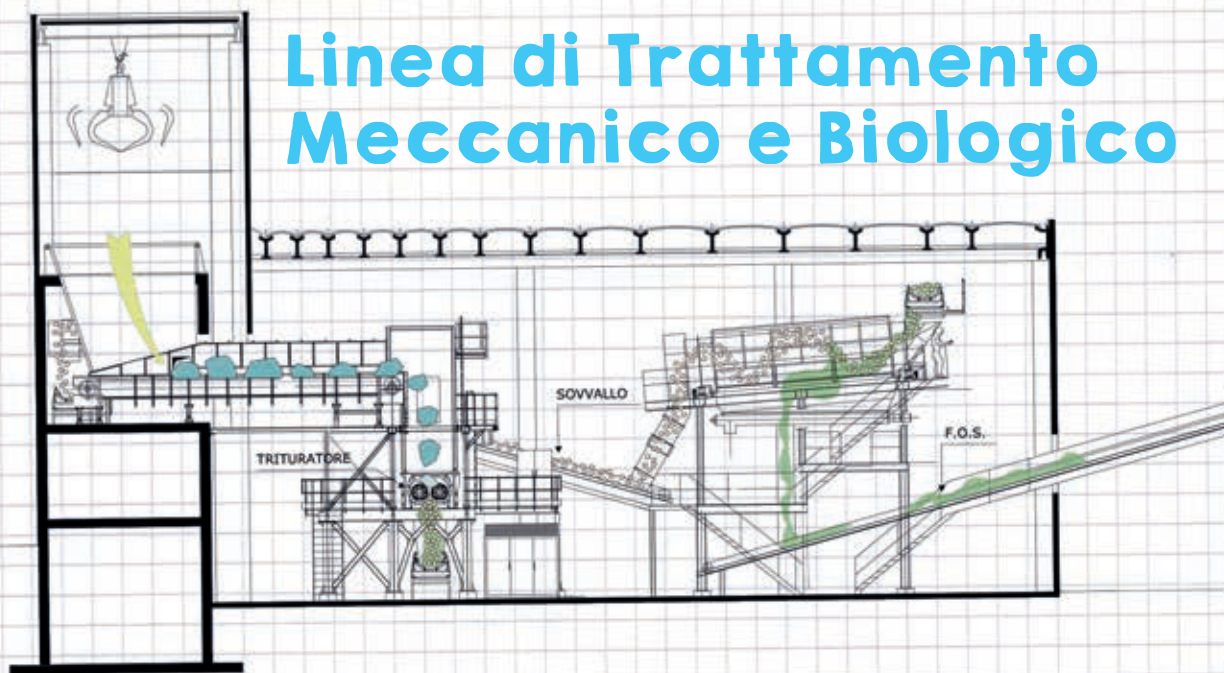 Linea di Trattamento
Meccanico e Biologico
SOVVALLO
F.O.S.
TRITURATORE